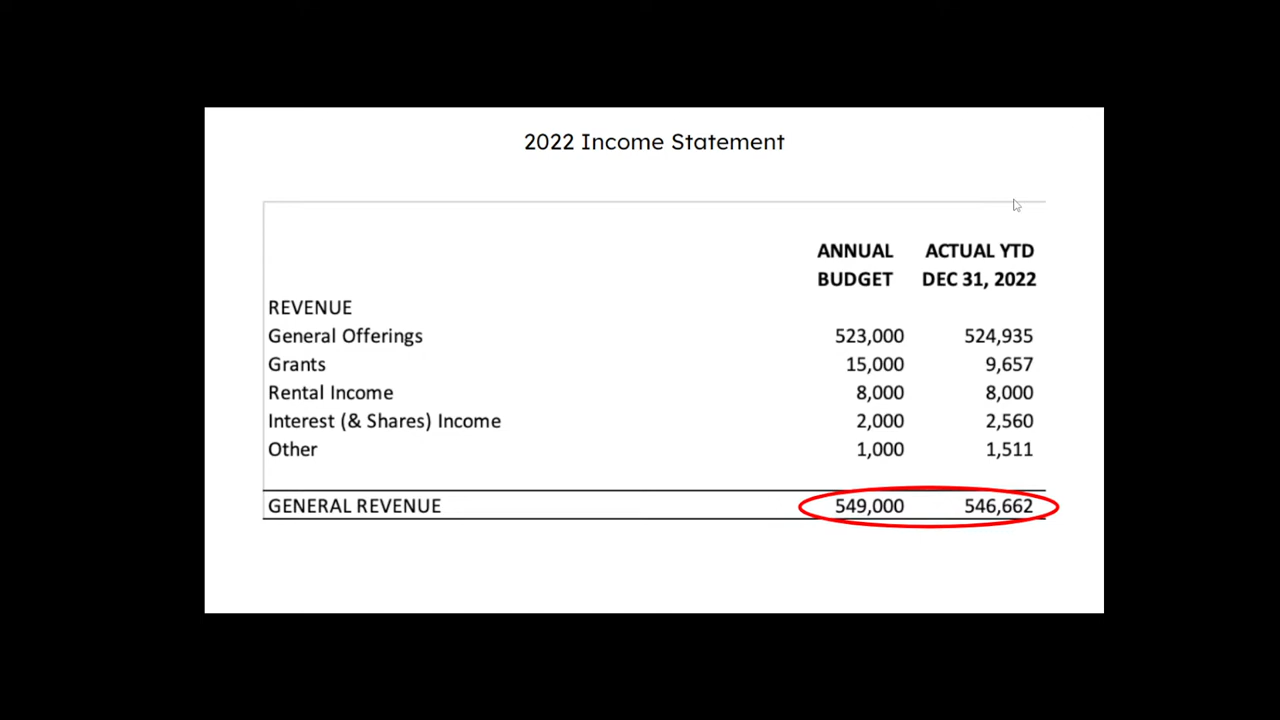 2022 Income Statement
ANNUAL ACTUAL YTD
BUDGET DEC 31, 2022
REVENUE
General Offerings 523,000 524,935
Grants 15,000 9,657
Rental Income 8,000 8,000
Interest (& Shares) Income 2,000 2,560
Other 1,000 1,511
GENERAL REVENUE 549,000 546,662